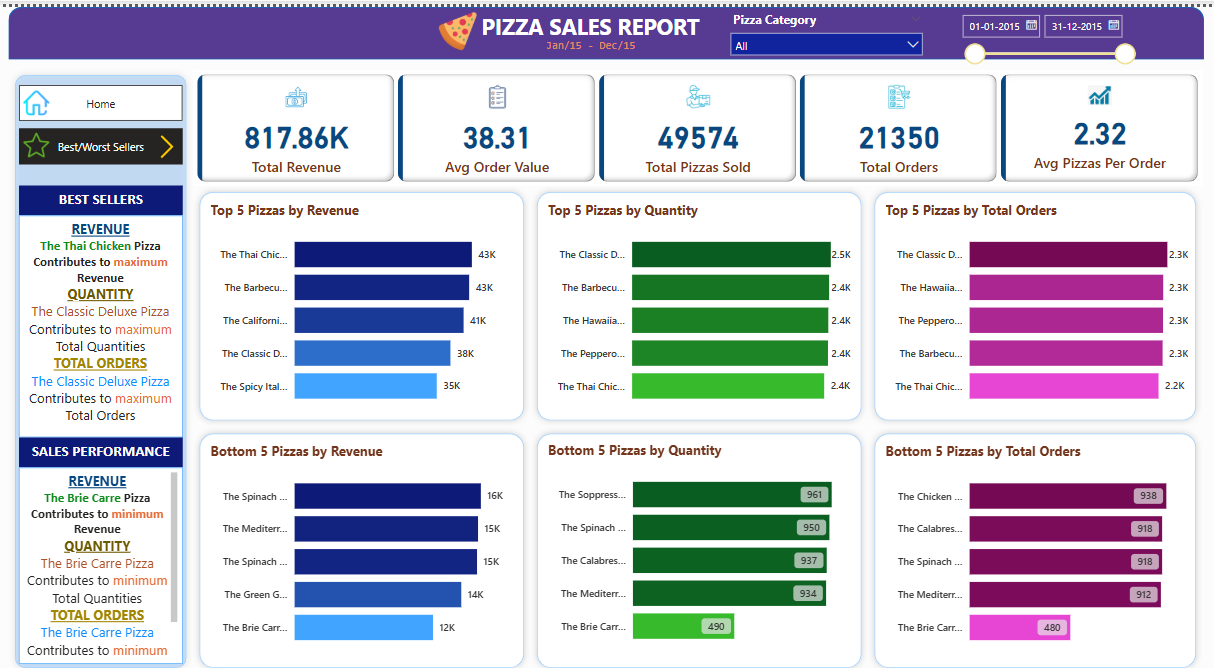 PIZZA SALES REPORT
Jan/15 - Dec/15
Pizza Category
All
01-01-2015
31-12-2015
Home
Best/Worst Sellers
BEST SELLERS
REVENUE
The Thai Chicken Pizza
Contributes to maximum
Revenue
QUANTITY
The Classic Deluxe Pizza
Contributes to maximum
Total Quantities
TOTAL ORDERS
The Classic Deluxe Pizza
Contributes to maximum
Total Orders
SALES PERFORMANCE
REVENUE
The Brie Carre Pizza
Contributes to minimum
Revenue
QUANTITY
The Brie Carre Pizza
Contributes to minimum
Total Quantities
TOTAL ORDERS
The Brie Carre Pizza
Contributes to minimum
817.86K
Total Revenue
38.31
Avg Order Value
49574
Total Pizzas Sold
21350
Total Orders
2.32
Avg Pizzas Per Order
Top 5 Pizzas by Revenue
The Thai Chic... 43K
The Barbecu... 43K
The Californi... 41K
The Classic D... 38K
The Spicy Ital... 35K
Top 5 Pizzas by Quantity
The Classic D... 2.5K
The Barbecu... 2.4K
The Hawaiia... 2.4K
The Peppero... 2.4K
The Thai Chic... 2.4K
Top 5 Pizzas by Total Orders
The Classic D... 2.3K
The Hawaiia... 2.3K
The Peppero... 2.3K
The Barbecu... 2.3K
The Thai Chic... 2.2K
Bottom 5 Pizzas by Revenue
The Spinach ... 16K
The Mediterr... 15K
The Spinach ... 15K
The Green G... 14K
The Brie Carr... 12K
Bottom 5 Pizzas by Quantity
The Soppress... 961
The Spinach ... 950
The Calabres... 937
The Mediterr... 934
The Brie Carr... 490
Bottom 5 Pizzas by Total Orders
The Chicken ... 938
The Calabres... 918
The Spinach ... 918
The Mediterr... 912
The Brie Carr... 480